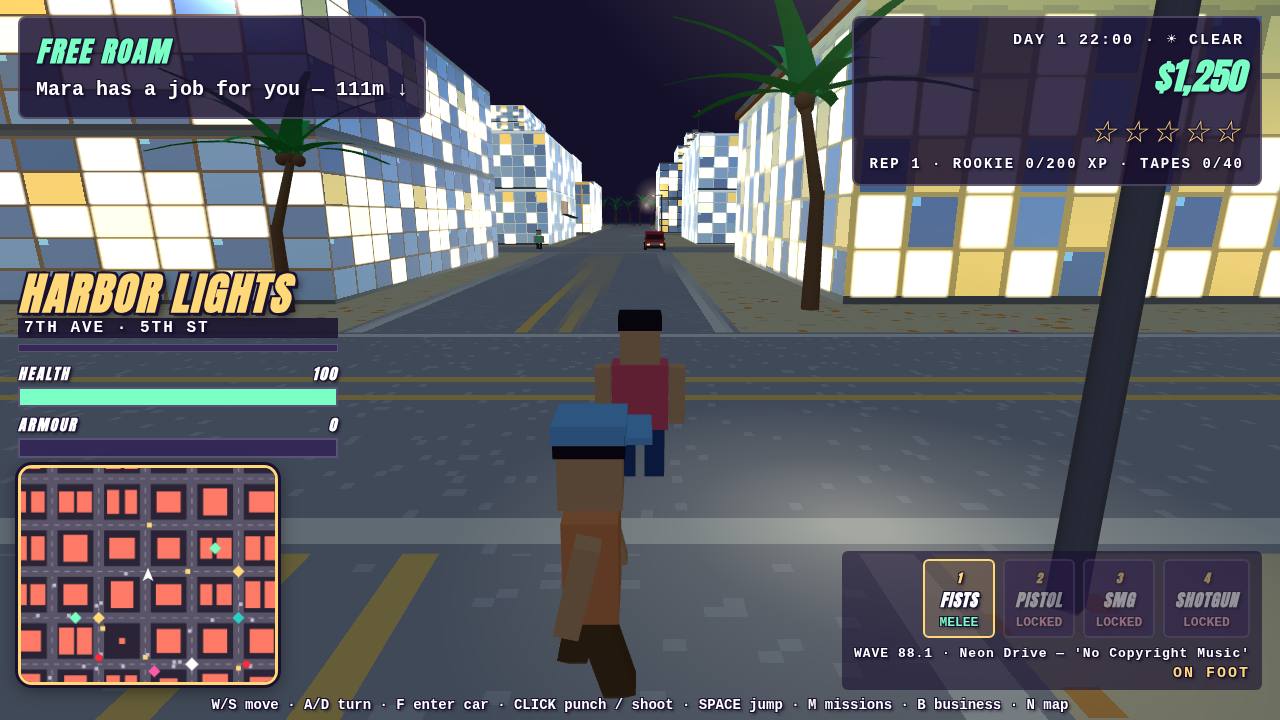 FREE ROAM
Mara has a job for you — 111m ↓
DAY 1 22:00 · ☀ CLEAR
$1,250
☆ ☆ ☆ ☆ ☆
REP 1 · ROOKIE 0/200 XP · TAPES 0/40
HARBOR LIGHTS
7TH AVE · 5TH ST
HEALTH 100
ARMOUR 0
1 2 3 4
FISTS PISTOL SMG SHOTGUN
MELEE LOCKED LOCKED LOCKED
WAVE 88.1 · Neon Drive — 'No Copyright Music'
ON FOOT
W/S move · A/D turn · F enter car · CLICK punch / shoot · SPACE jump · M missions · B business · N map